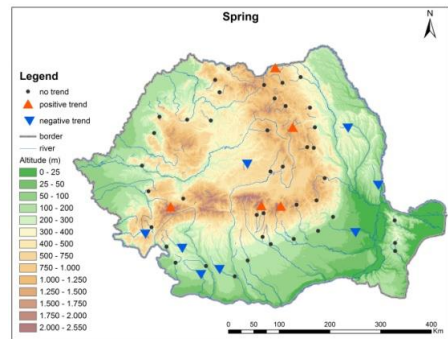 Spring
N
Legend
no trend
positive trend
negative trend
border
river
Altitude (m)
0 - 25
25 - 50
50 - 100
100 - 200
200 - 300
300 - 400
400 - 500
500 - 750
750 - 1.000
1.000 - 1.250
1.250 - 1.500
1.500 - 1.750
1.750 - 2.000
2.000 - 2.550
0 50 100 200 300 400
Km